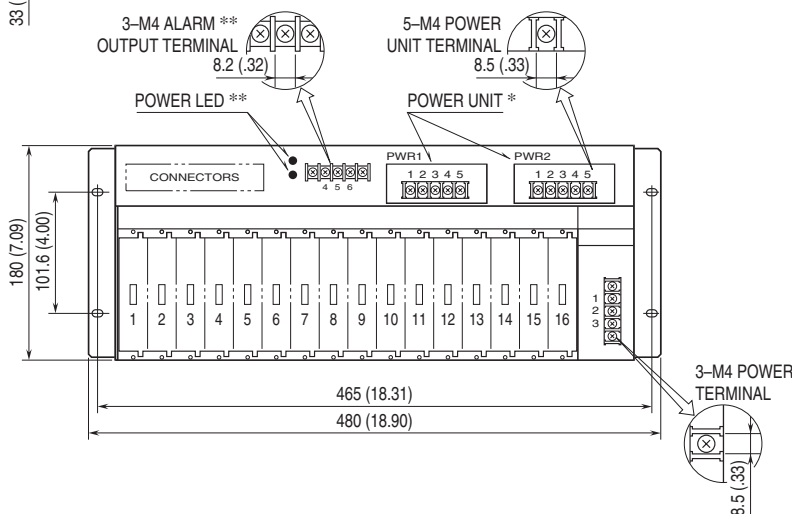 33 (
3–M4 ALARM **
OUTPUT TERMINAL
8.2 (.32)
5-M4 POWER
UNIT TERMINAL
8.5 (.33)
POWER LED **
POWER UNIT *
CONNECTORS
4 5 6
PWR1
1 2 3 4 5
PWR2
1 2 3 4 5
180 (7.09)
101.6 (4.00)
1 2 3 4 5 6 7 8 9 10 11 12 13 14 15 16
1
2
3
465 (18.31)
480 (18.90)
3–M4 POWER
TERMINAL
8.5 (.33)